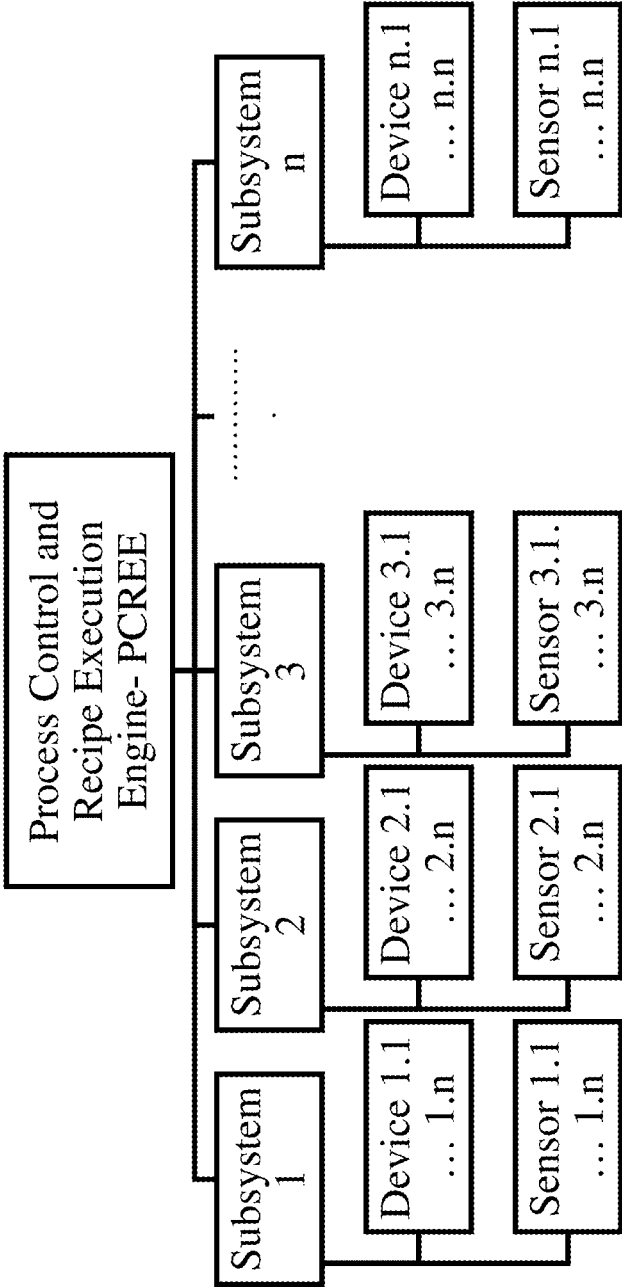 Process Control and
Recipe Execution
Engine- PCREE
Subsystem
1
Device 1.1
... 1.n
Sensor 1.1
... 1.n
Subsystem
2
Device 2.1
... 2.n
Sensor 2.1
... 2.n
Subsystem
3
Device 3.1
... 3.n
Sensor 3.1.
... 3.n
.............
.
Subsystem
n
Device n.1
... n.n
Sensor n.1
... n.n